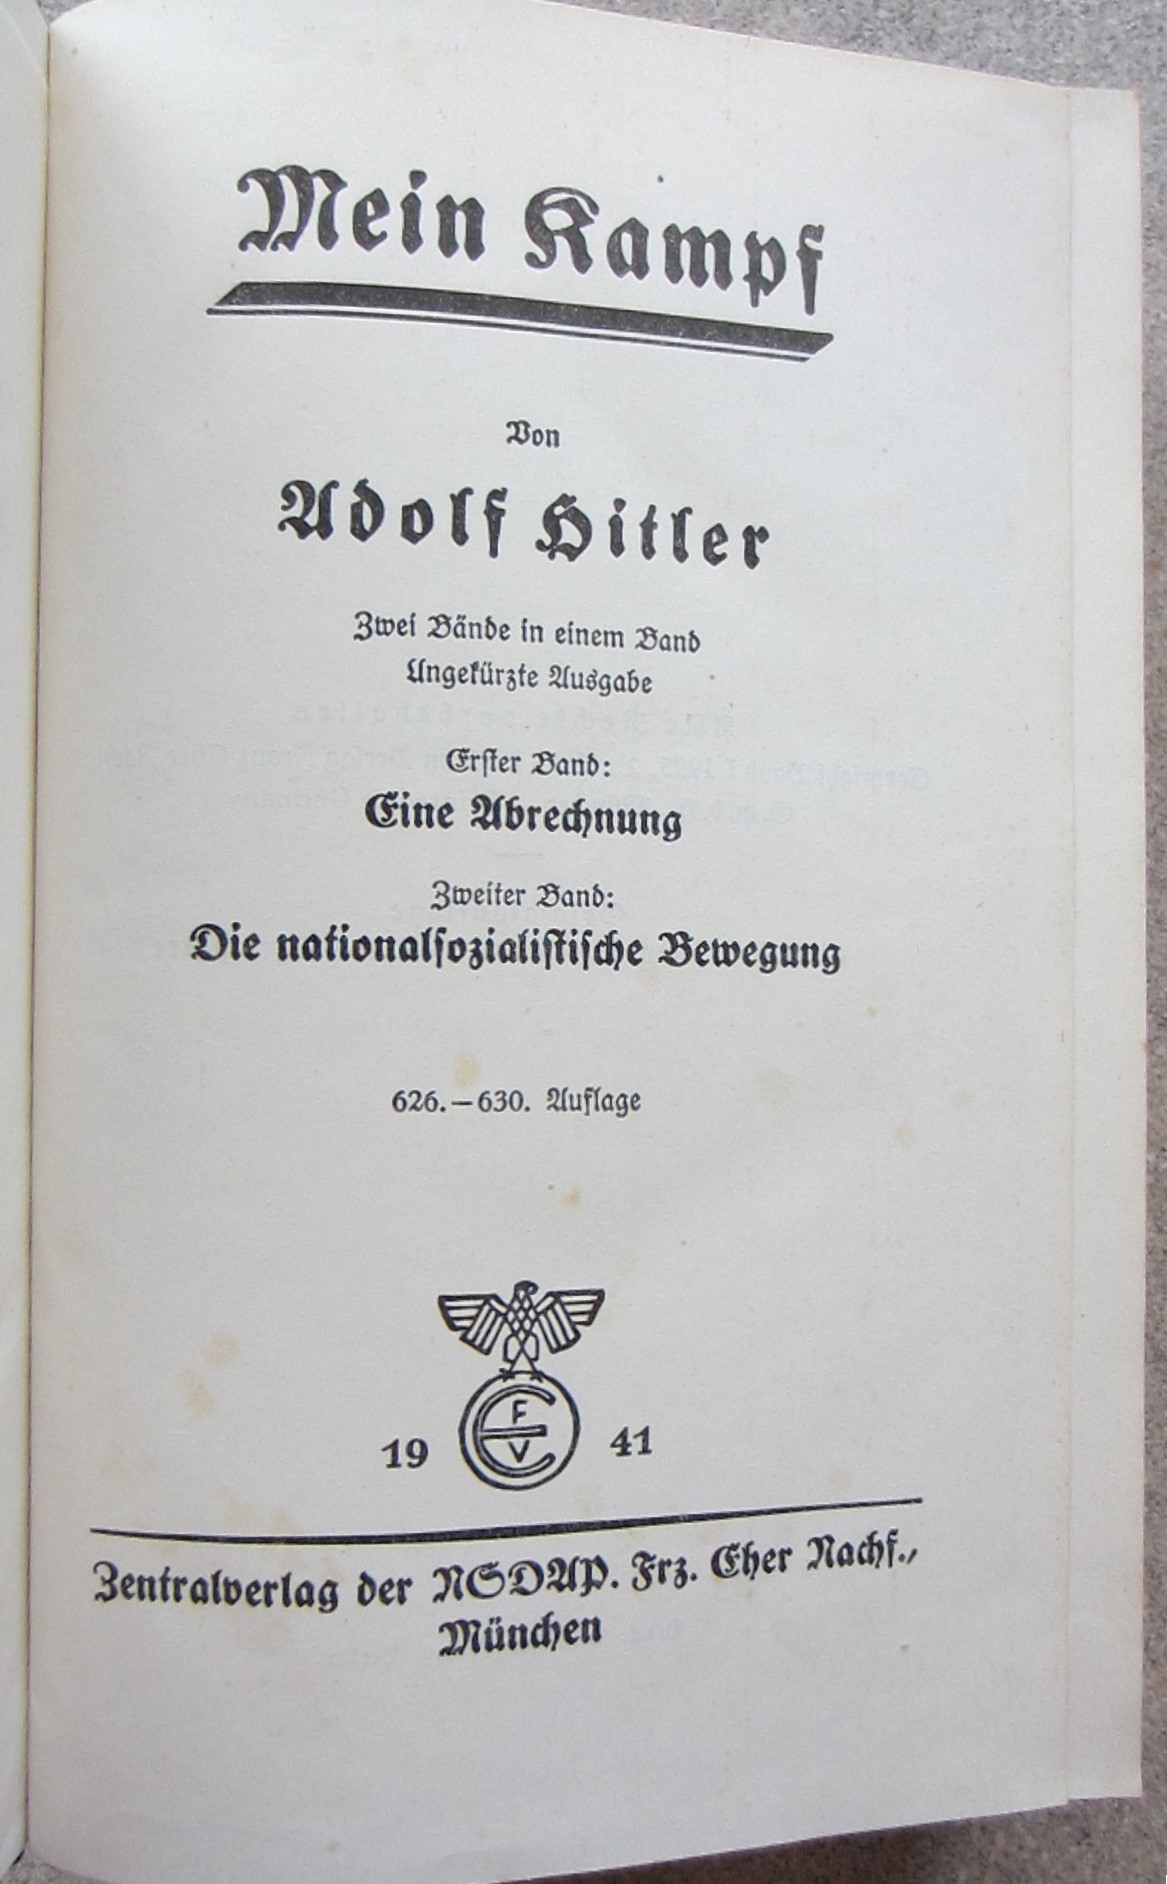 Mein Kampf
Von
Adolf Hitler
Zwei Bände in einem Band
Ungekürzte Ausgabe
Erster Band:
Eine Abrechnung
Zweiter Band:
Die nationalsozialistische Bewegung
626.—630. Auflage
F
E
V
19 41
Zentralverlag der NSDAP. Frz. Eher Nachf.,
München